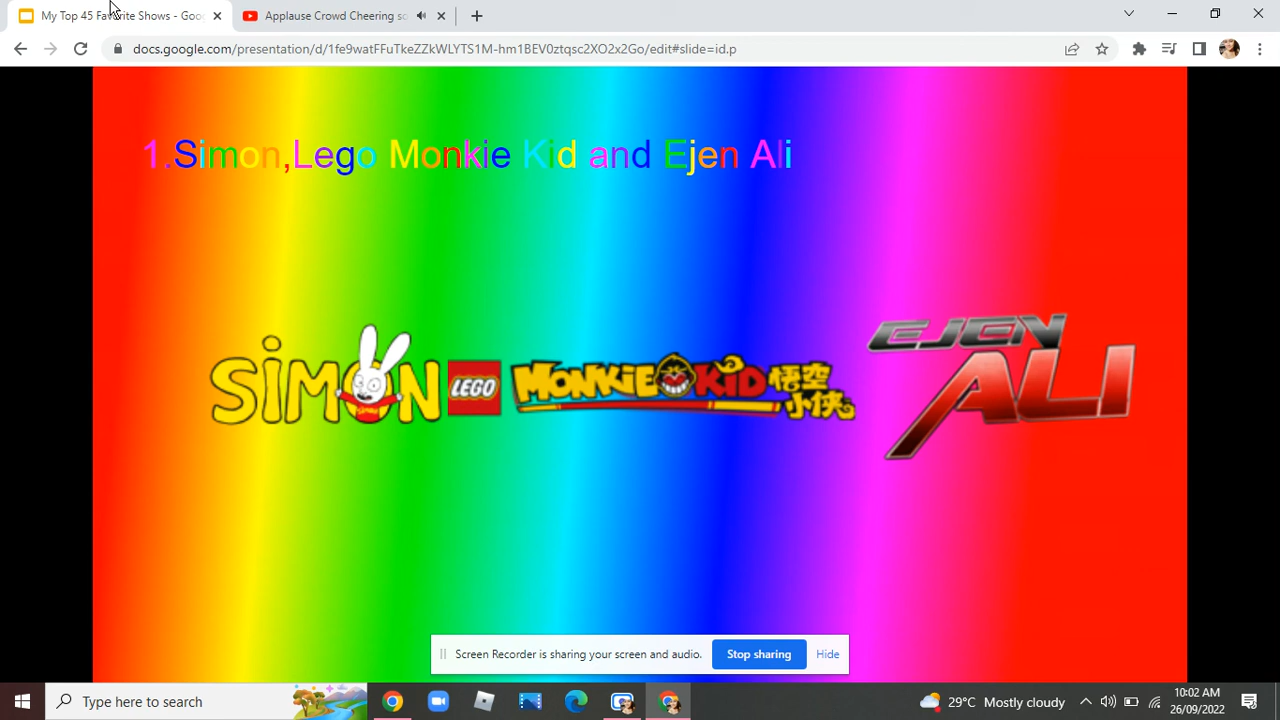 My Top 45 Favorite Shows - Goo
Applause Crowd Cheering so
docs.google.com/presentation/d/1fe9watFFuTkeZZkWLYTS1M-hm1BEV0ztqsc2XO2x2Go/edit#slide=id.p
1.Simon,Lego Monkie Kid and Ejen Ali
SiMON
LEGO
MONKiE KiD 悟空小侠
EJEN
ALI
Screen Recorder is sharing your screen and audio.
Stop sharing
Hide
Type here to search
29°C Mostly cloudy
10:02 AM
26/09/2022